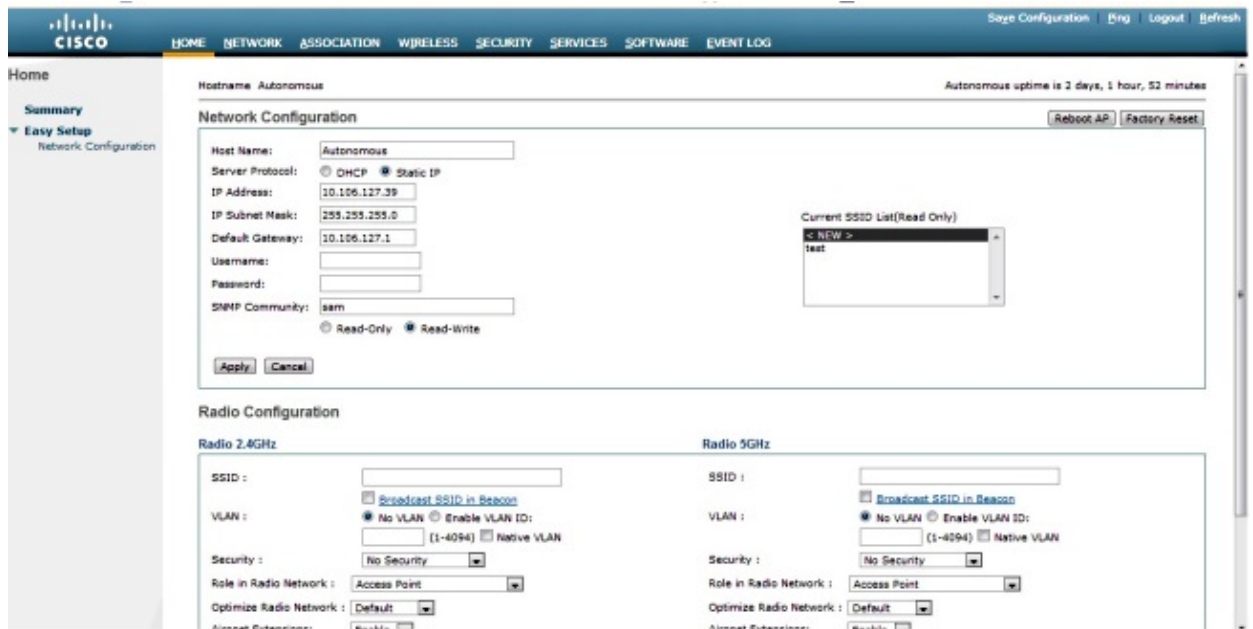 Save Configuration | Ping | Logout | Refresh
CISCO
HOME NETWORK ASSOCIATION WIRELESS SECURITY SERVICES SOFTWARE EVENT LOG
Home
Summary
Easy Setup
Network Configuration
Hostname Autonomous
Autonomous uptime is 2 days, 1 hour, 52 minutes
Network Configuration
Reboot AP Factory Reset
Host Name: Autonomous
Server Protocol: DHCP Static IP
IP Address: 10.106.127.39
IP Subnet Mask: 255.255.255.0
Default Gateway: 10.106.127.1
Username:
Password:
SNMP Community: sam
Read-Only Read-Write
Current SSID List(Read Only)
< NEW >
test
Apply Cancel
Radio Configuration
Radio 2.4GHz
SSID :
Broadcast SSID in Beacon
VLAN : No VLAN Enable VLAN ID:
(1-4094) Native VLAN
Security : No Security
Role in Radio Network : Access Point
Optimize Radio Network : Default
Aironet Extensions: Enable
Radio 5GHz
SSID :
Broadcast SSID in Beacon
VLAN : No VLAN Enable VLAN ID:
(1-4094) Native VLAN
Security : No Security
Role in Radio Network : Access Point
Optimize Radio Network : Default
Aironet Extensions: Enable